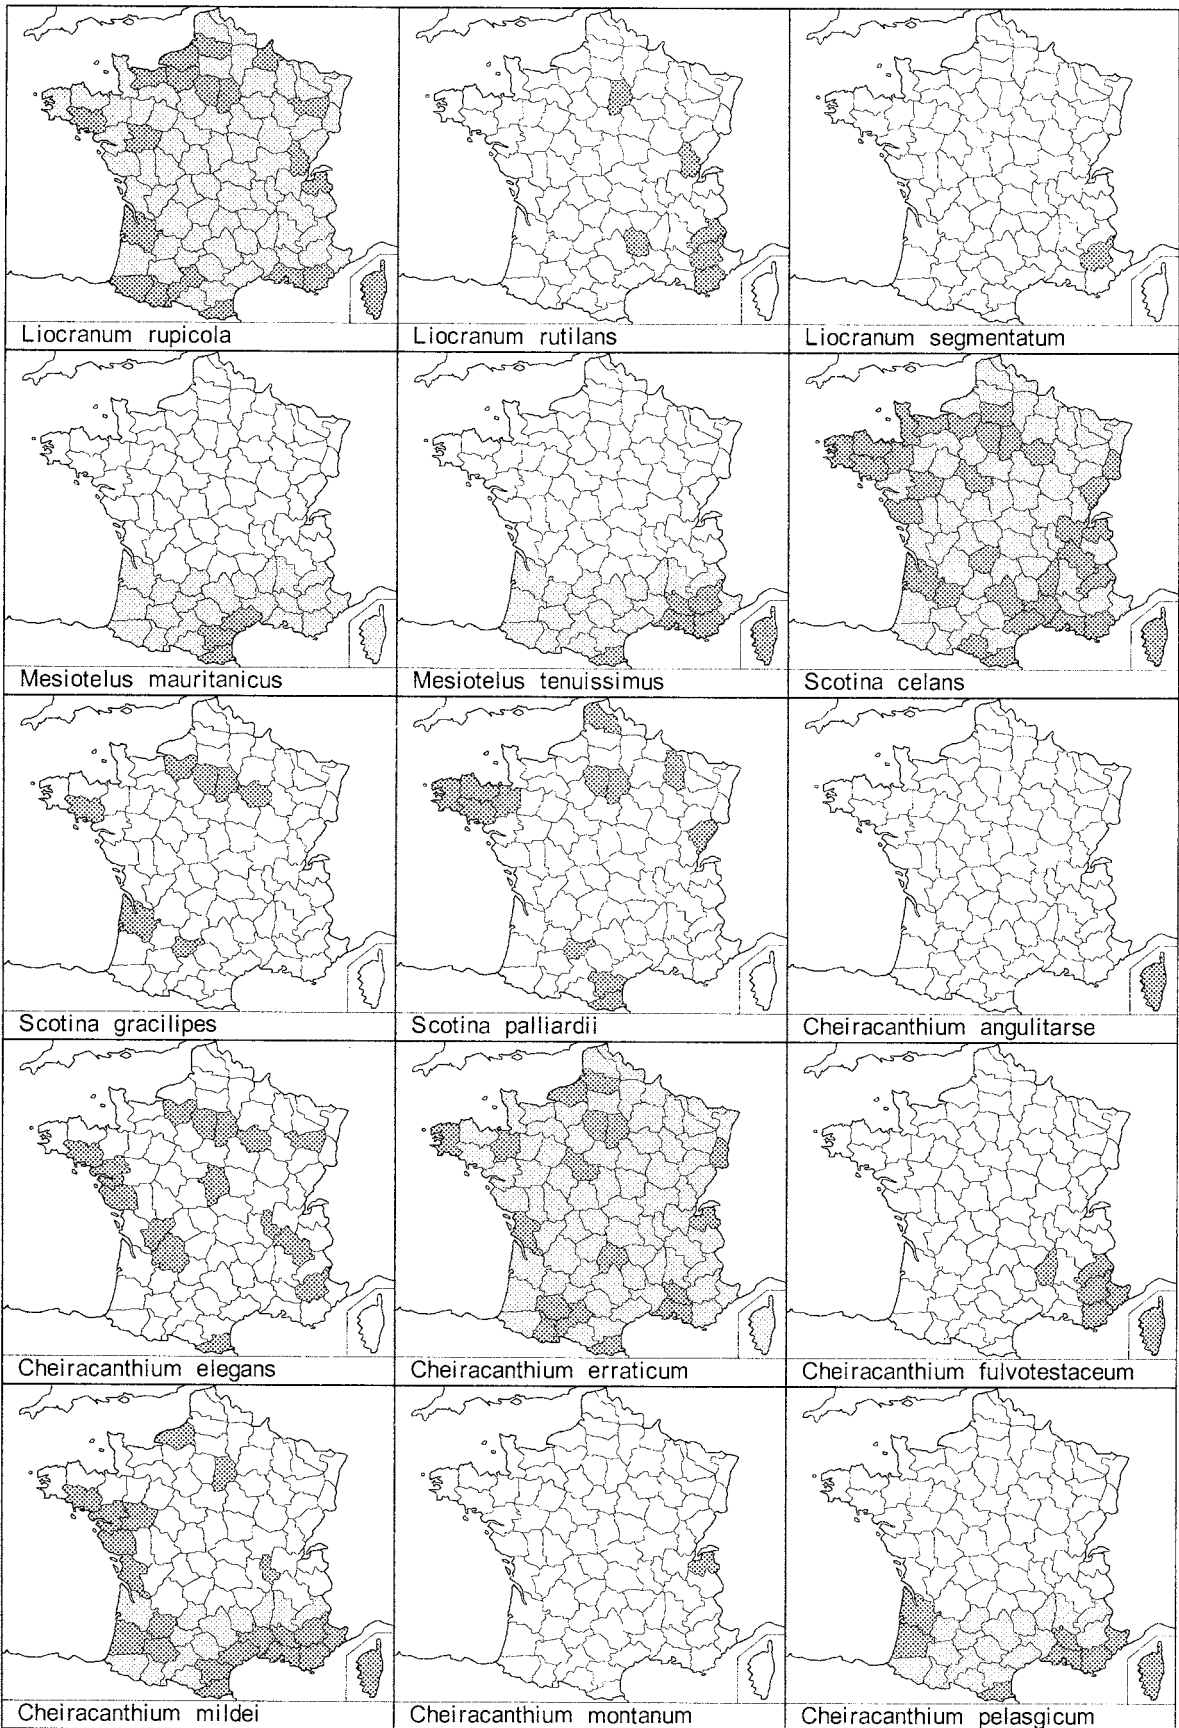 Liocranum rupicola
Liocranum rutilans
Liocranum segmentatum
Mesiotelus mauritanicus
Mesiotelus tenuissimus
Scotina celans
Scotina gracilipes
Scotina palliardii
Cheiracanthium angulitarse
Cheiracanthium elegans
Cheiracanthium erraticum
Cheiracanthium fulvotestaceum
Cheiracanthium mildei
Cheiracanthium montanum
Cheiracanthium pelasgicum